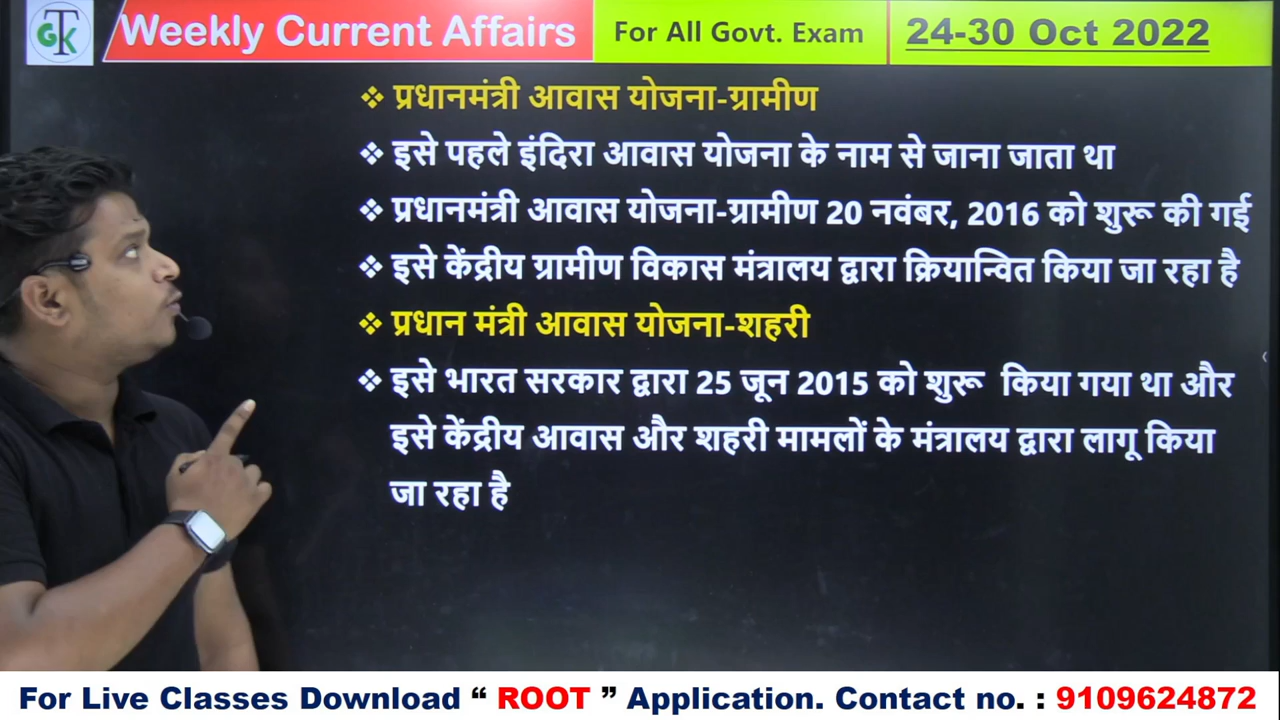 GTK
Weekly Current Affairs
For All Govt. Exam
24-30 Oct 2022
❖ प्रधानमंत्री आवास योजना-ग्रामीण
❖ इसे पहले इंदिरा आवास योजना के नाम से जाना जाता था
❖ प्रधानमंत्री आवास योजना-ग्रामीण 20 नवंबर, 2016 को शुरू की गई
❖ इसे केंद्रीय ग्रामीण विकास मंत्रालय द्वारा क्रियान्वित किया जा रहा है
❖ प्रधान मंत्री आवास योजना-शहरी
❖ इसे भारत सरकार द्वारा 25 जून 2015 को शुरू किया गया था और
इसे केंद्रीय आवास और शहरी मामलों के मंत्रालय द्वारा लागू किया
जा रहा है
For Live Classes Download “ ROOT ” Application. Contact no. : 9109624872